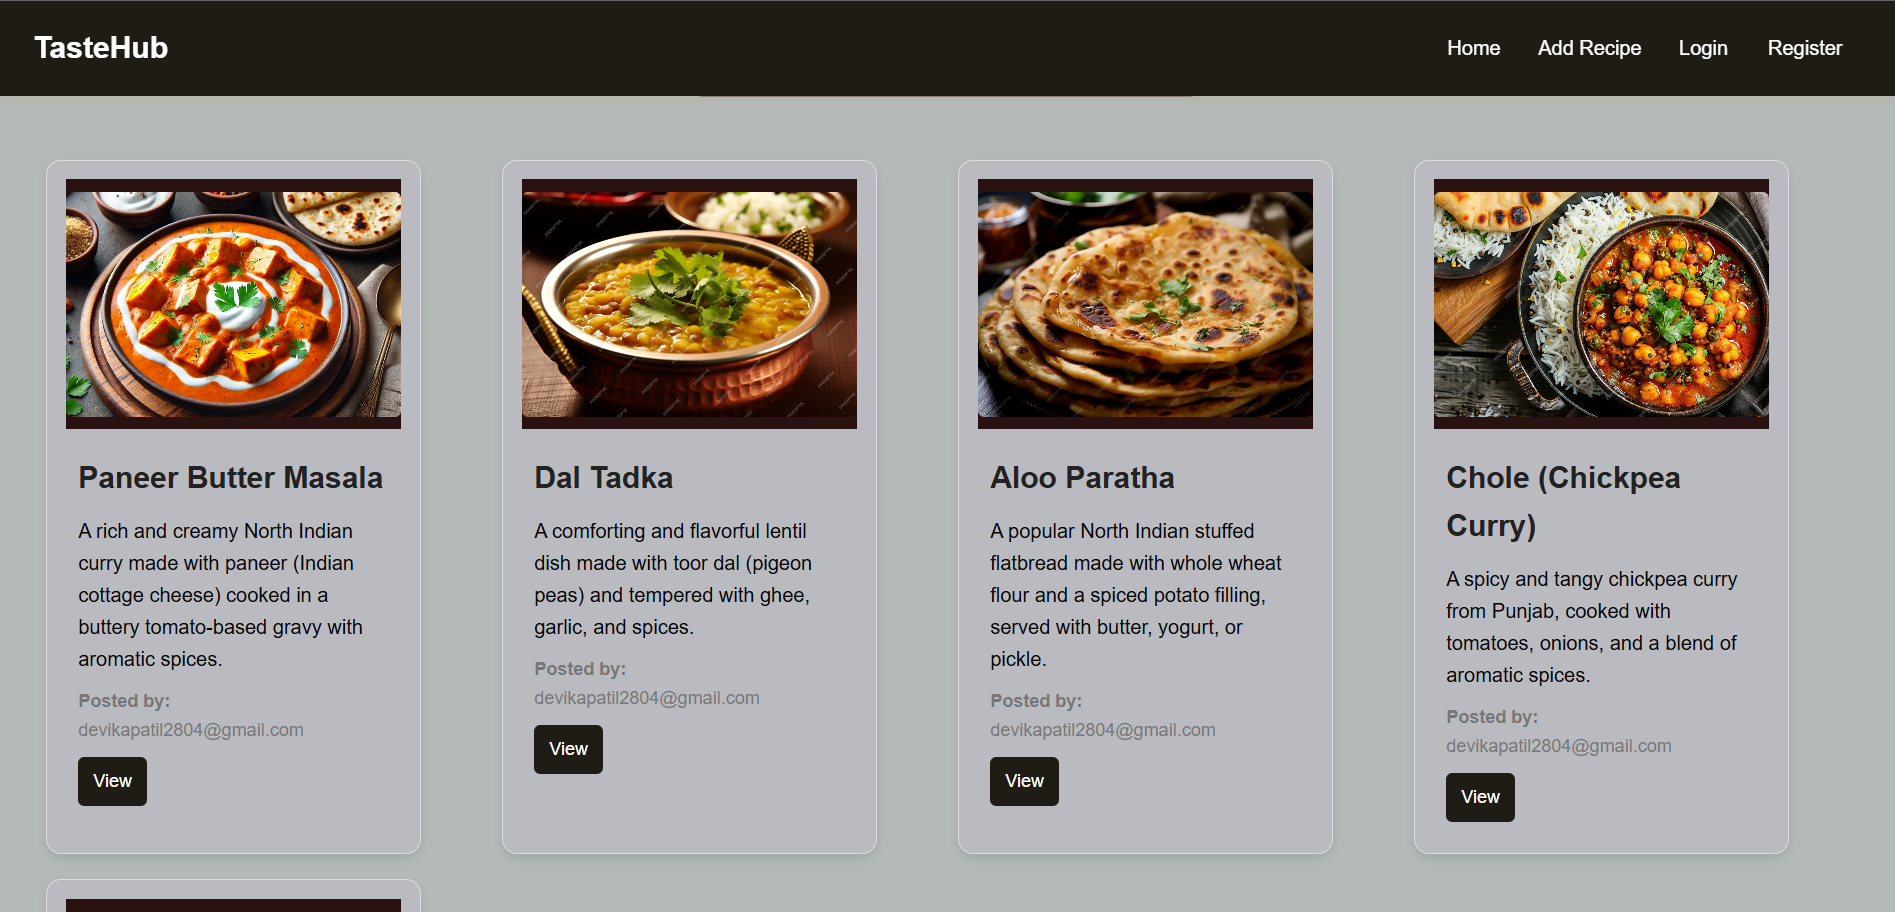 TasteHub
Home
Add Recipe
Login
Register
Paneer Butter Masala
A rich and creamy North Indian
curry made with paneer (Indian
cottage cheese) cooked in a
buttery tomato-based gravy with
aromatic spices.
Posted by:
devikapatil2804@gmail.com
View
Dal Tadka
A comforting and flavorful lentil
dish made with toor dal (pigeon
peas) and tempered with ghee,
garlic, and spices.
Posted by:
devikapatil2804@gmail.com
View
Aloo Paratha
A popular North Indian stuffed
flatbread made with whole wheat
flour and a spiced potato filling,
served with butter, yogurt, or
pickle.
Posted by:
devikapatil2804@gmail.com
View
Chole (Chickpea
Curry)
A spicy and tangy chickpea curry
from Punjab, cooked with
tomatoes, onions, and a blend of
aromatic spices.
Posted by:
devikapatil2804@gmail.com
View